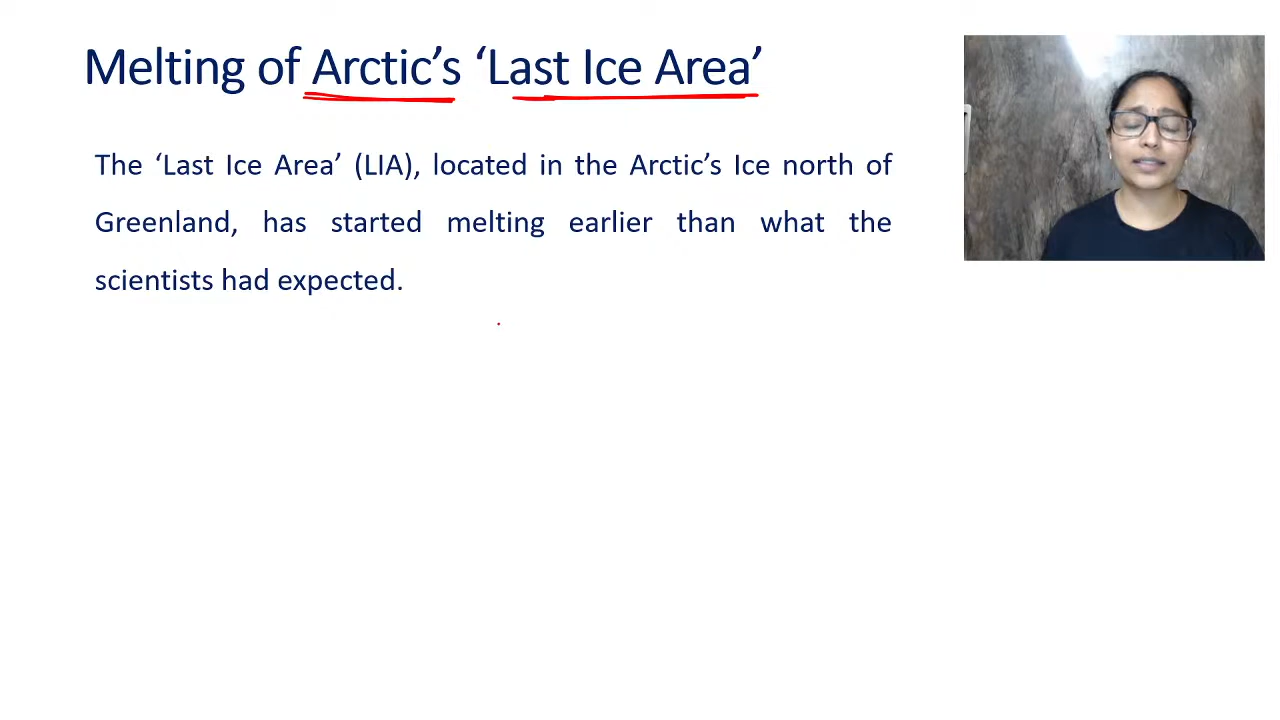 Melting of Arctic’s ‘Last Ice Area’
The ‘Last Ice Area’ (LIA), located in the Arctic’s Ice north of
Greenland, has started melting earlier than what the
scientists had expected.